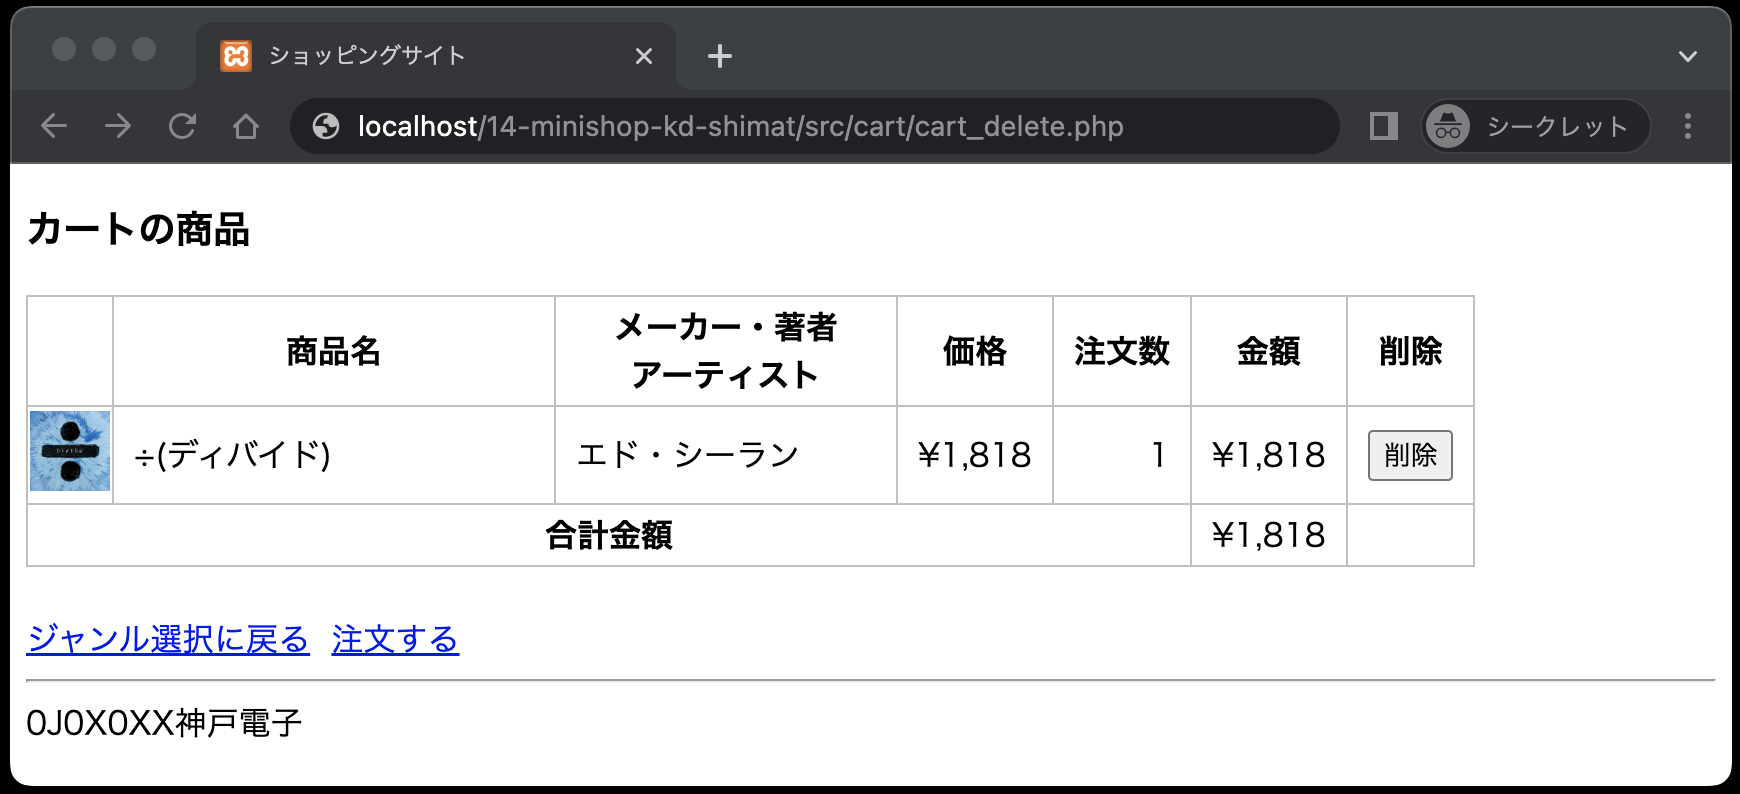 ショッピングサイト
localhost/14-minishop-kd-shimat/src/cart/cart_delete.php
シークレット
カートの商品
商品名 メーカー・著者 価格 注文数 金額 削除
アーティスト
÷(ディバイド) エド・シーラン ¥1,818 1 ¥1,818 削除
合計金額 ¥1,818
ジャンル選択に戻る 注文する
0J0X0XX神戸電子